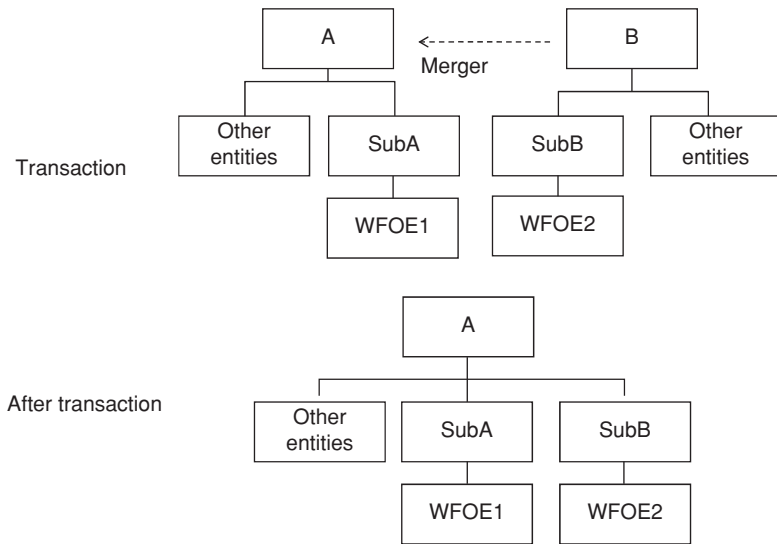 A
B
Merger
Other
entities
SubA
SubB
Other
entities
Transaction
WFOE1
WFOE2
A
After transaction
Other
entities
SubA
SubB
WFOE1
WFOE2